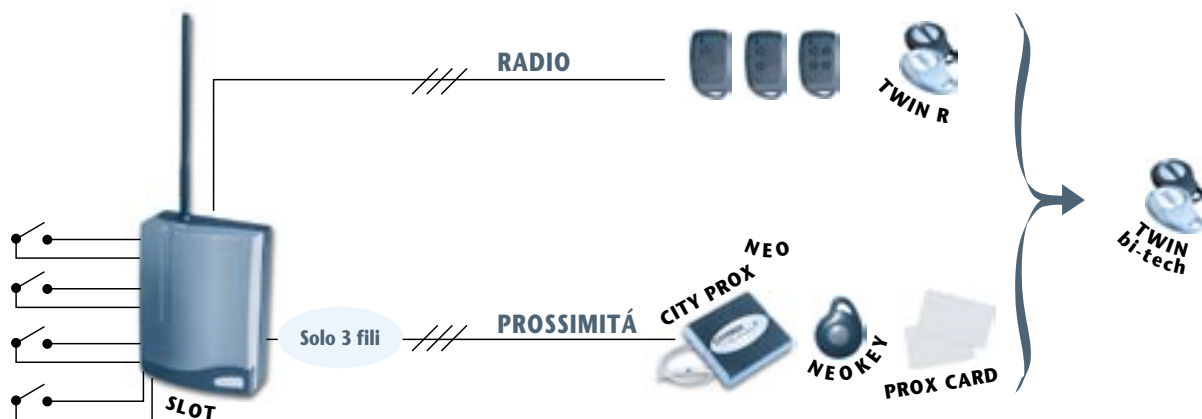 RADIO
TWIN R
TWIN
bi-tech
NEO
CITY PROX
Solo 3 fili
PROSSIMITÁ
NEOKEY
PROX CARD
SLOT